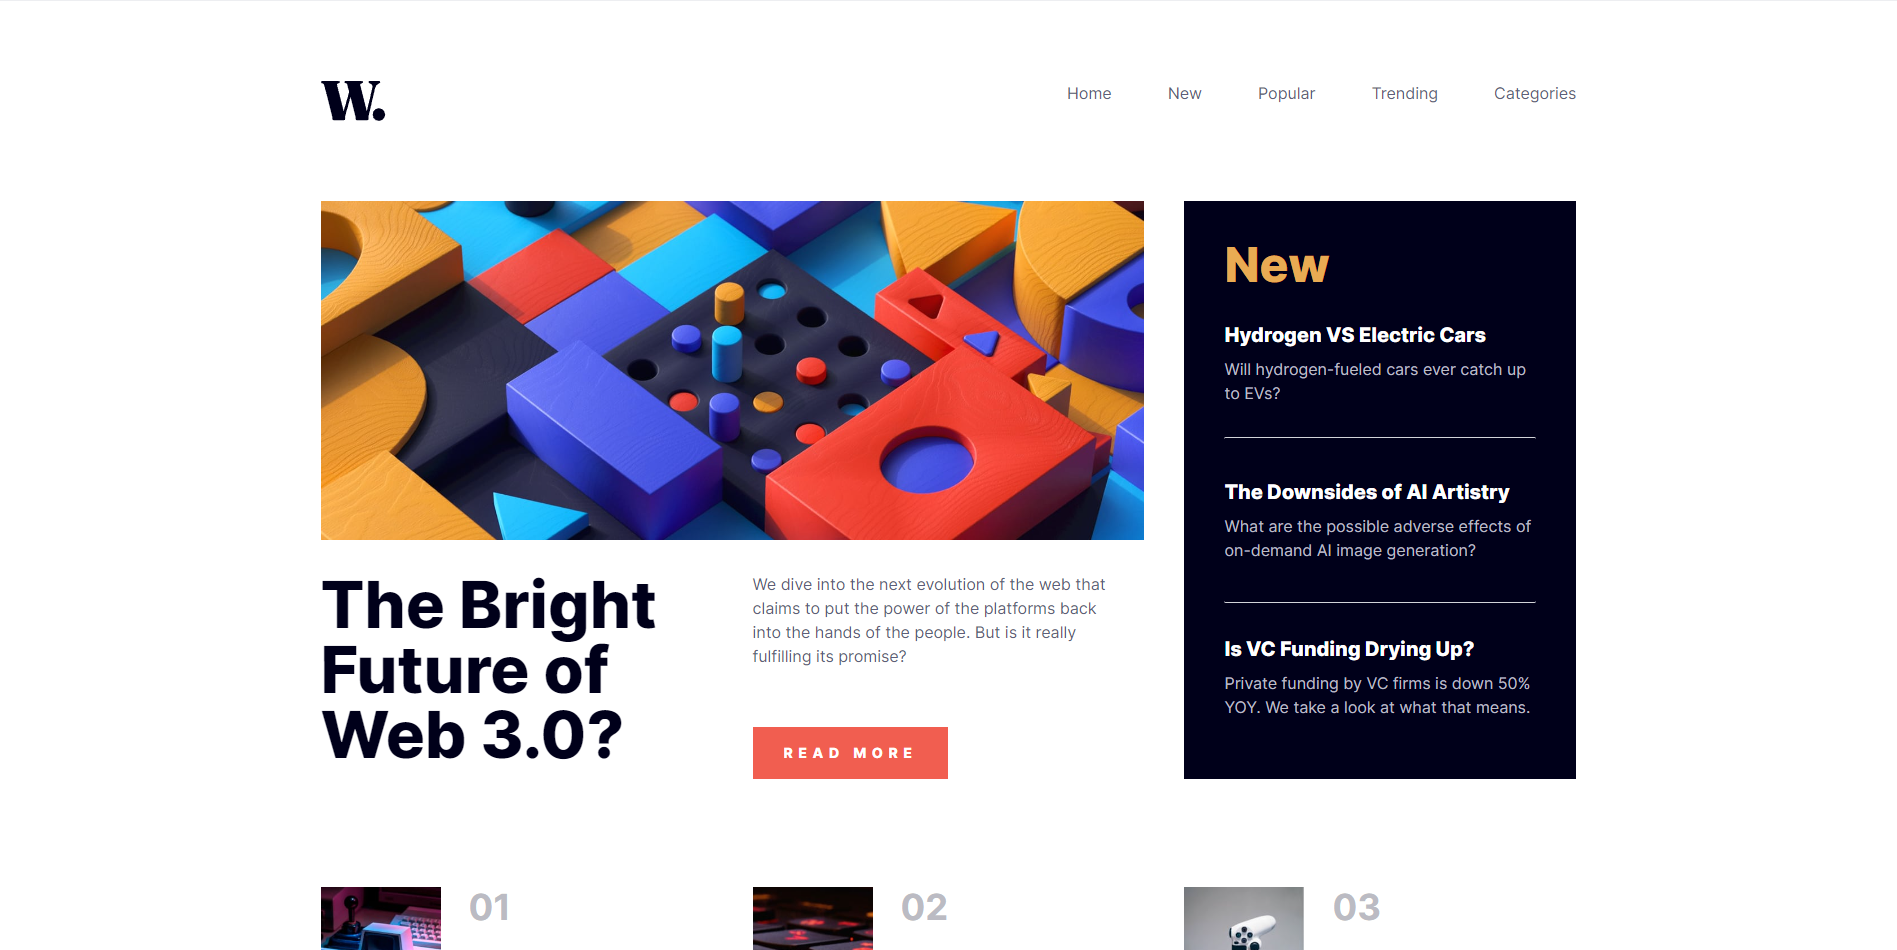 W.
Home
New
Popular
Trending
Categories
The Bright
Future of
Web 3.0?
We dive into the next evolution of the web that
claims to put the power of the platforms back
into the hands of the people. But is it really
fulfilling its promise?
READ MORE
New
Hydrogen VS Electric Cars
Will hydrogen-fueled cars ever catch up
to EVs?
The Downsides of AI Artistry
What are the possible adverse effects of
on-demand AI image generation?
Is VC Funding Drying Up?
Private funding by VC firms is down 50%
YOY. We take a look at what that means.
01
02
03